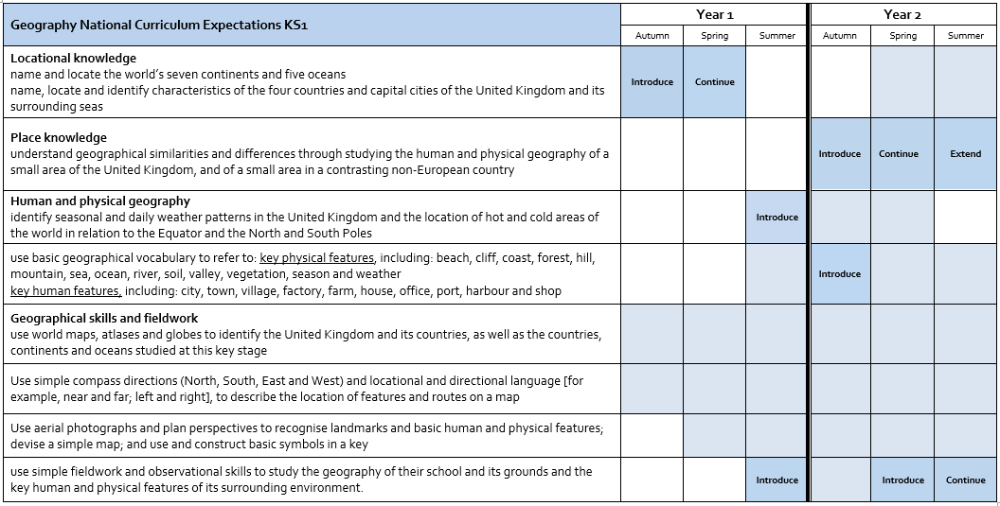 Geography National Curriculum Expectations KS1
Year 1
Year 2
Autumn
Spring
Summer
Autumn
Spring
Summer
Locational knowledge
name and locate the world's seven continents and five oceans
name, locate and identify characteristics of the four countries and capital cities of the United Kingdom and its
surrounding seas
Introduce
Continue
Place knowledge
understand geographical similarities and differences through studying the human and physical geography of a
small area of the United Kingdom, and of a small area in a contrasting non-European country
Introduce
Continue
Extend
Human and physical geography
identify seasonal and daily weather patterns in the United Kingdom and the location of hot and cold areas of
the world in relation to the Equator and the North and South Poles
Introduce
use basic geographical vocabulary to refer to: key physical features, including: beach, cliff, coast, forest, hill,
mountain, sea, ocean, river, soil, valley, vegetation, season and weather
key human features, including: city, town, village, factory, farm, house, office, port, harbour and shop
Introduce
Geographical skills and fieldwork
use world maps, atlases and globes to identify the United Kingdom and its countries, as well as the countries,
continents and oceans studied at this key stage
Use simple compass directions (North, South, East and West) and locational and directional language [for
example, near and far; left and right], to describe the location of features and routes on a map
Use aerial photographs and plan perspectives to recognise landmarks and basic human and physical features;
devise a simple map; and use and construct basic symbols in a key
use simple fieldwork and observational skills to study the geography of their school and its grounds and the
key human and physical features of its surrounding environment.
Introduce
Introduce
Continue